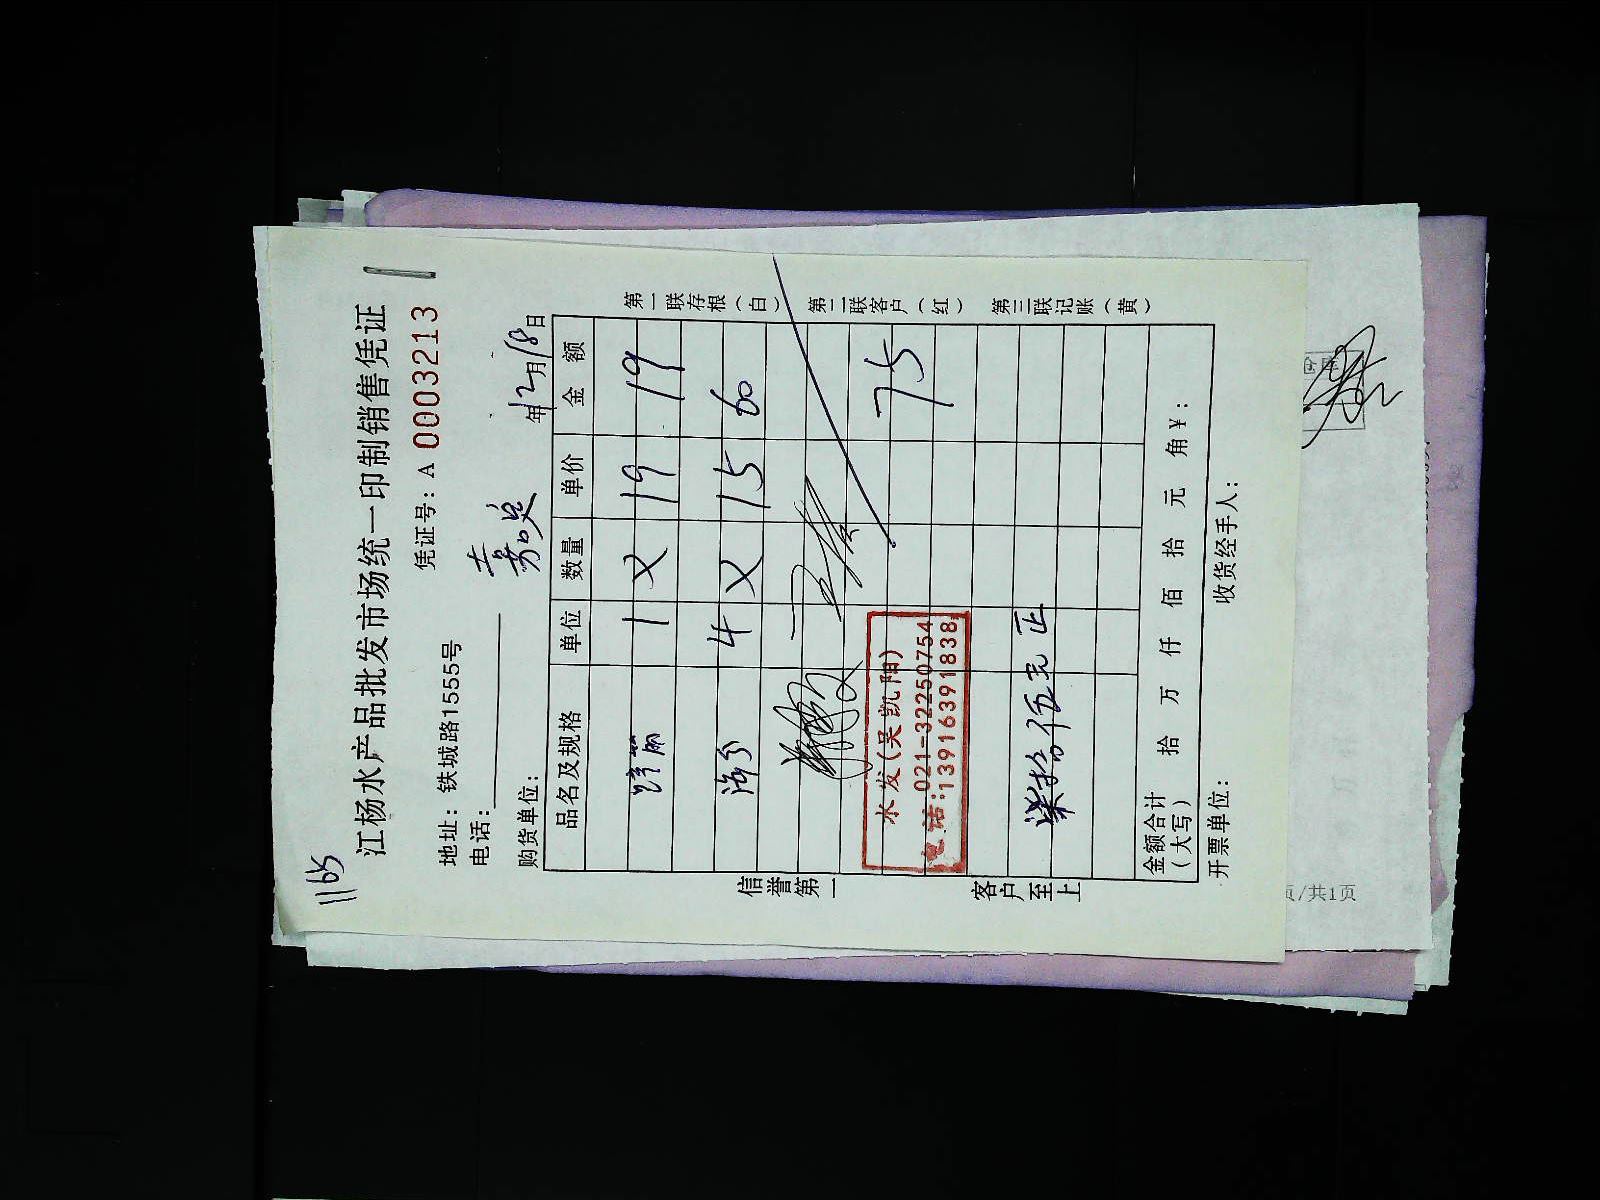 1165
江杨水产品批发市场统一印制销售凭证
凭证号: A 0003213
地址: 铁城路15555号
电话:
购货单位:
年12月18日
品名及规格 单位 数量 单价 金额
1 × 19 19
4 × 15 60
75
水发(吴凯阳)
电话:021-32250754
13916391838
柒拾伍元正
金额合计
(大写) 拾 万 仟 佰 拾 元 角 ¥:
开票单位: 收货经手人:
第一联存根(白) 第二联客户(红) 第三联记账(黄)
信誉第一 客户至上
页/共1页